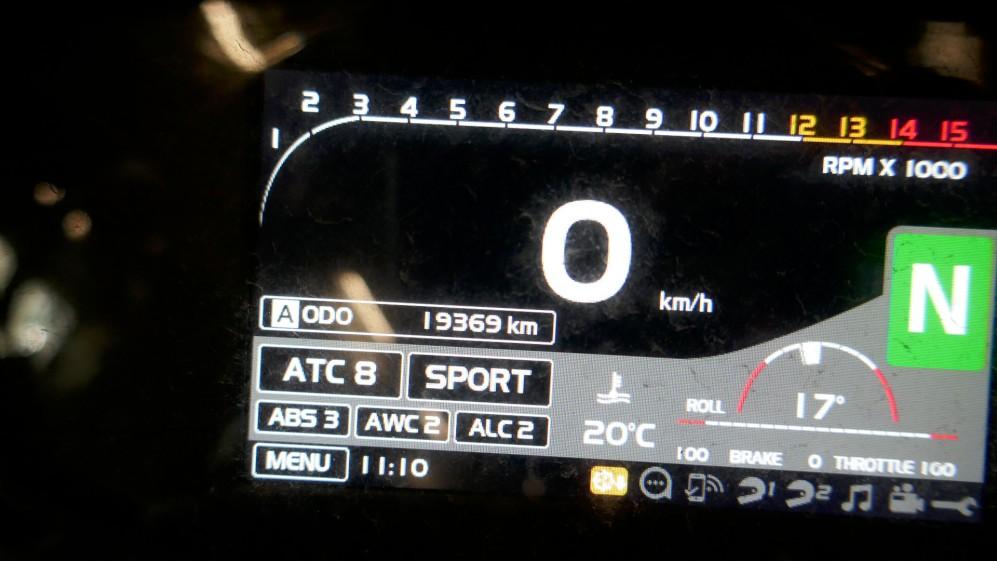 1 2 3 4 5 6 7 8 9 10 11 12 13 14 15
RPM X 1000
0 km/h
N
A ODO 19369 km
ATC 8 SPORT
ABS 3 AWC 2 ALC 2
20°C
ROLL 17°
100 BRAKE 0 THROTTLE 100
MENU 11:10
1 2